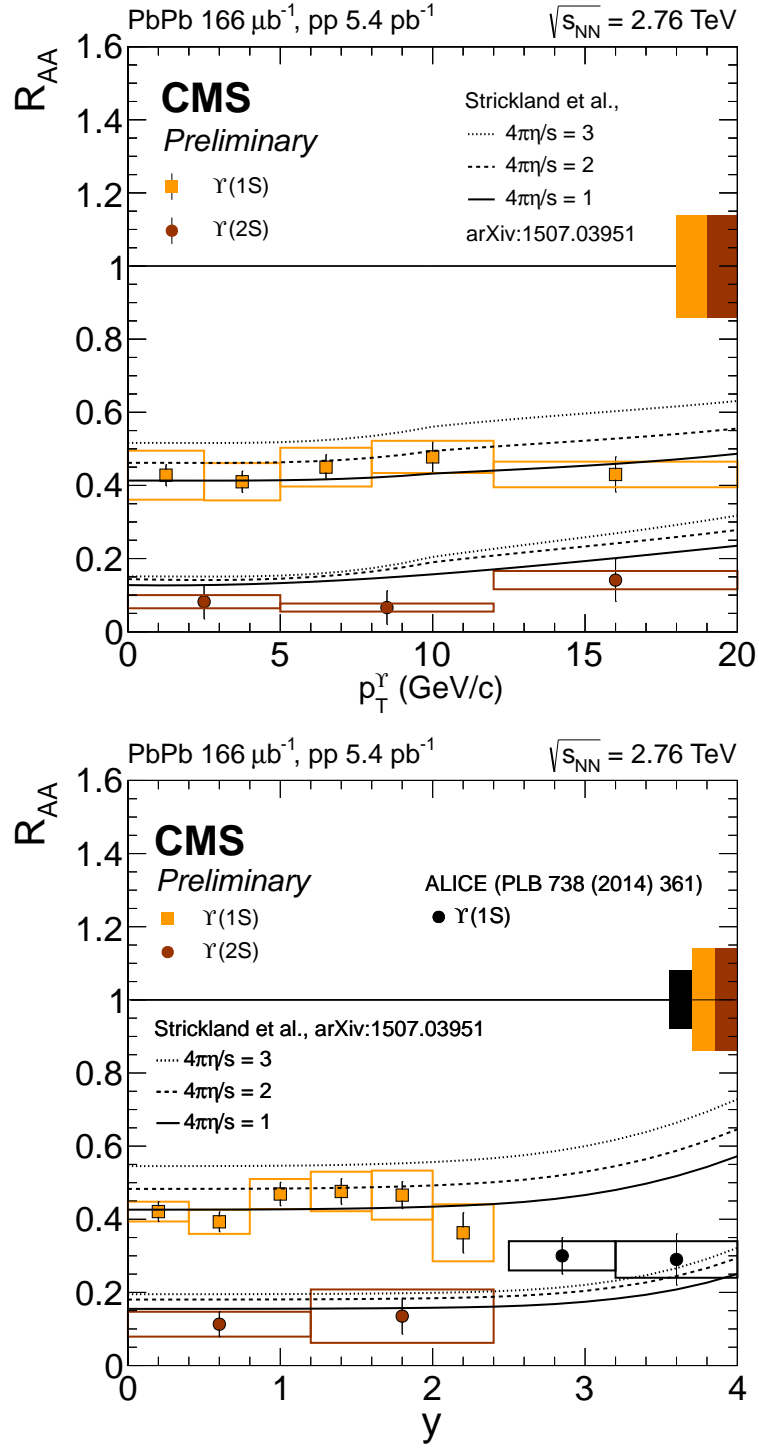 PbPb 166 μb⁻¹, pp 5.4 pb⁻¹ √s_NN = 2.76 TeV
R_AA
1.6
1.4
1.2
1
0.8
0.6
0.4
0.2
0
CMS
Preliminary
ϒ(1S)
ϒ(2S)
Strickland et al.,
4πη/s = 3
4πη/s = 2
4πη/s = 1
arXiv:1507.03951
0 5 10 15 20
p_T^ϒ (GeV/c)
PbPb 166 μb⁻¹, pp 5.4 pb⁻¹ √s_NN = 2.76 TeV
R_AA
1.6
1.4
1.2
1
0.8
0.6
0.4
0.2
0
CMS
Preliminary
ϒ(1S)
ϒ(2S)
ALICE (PLB 738 (2014) 361)
ϒ(1S)
Strickland et al., arXiv:1507.03951
4πη/s = 3
4πη/s = 2
4πη/s = 1
0 1 2 3 4
y